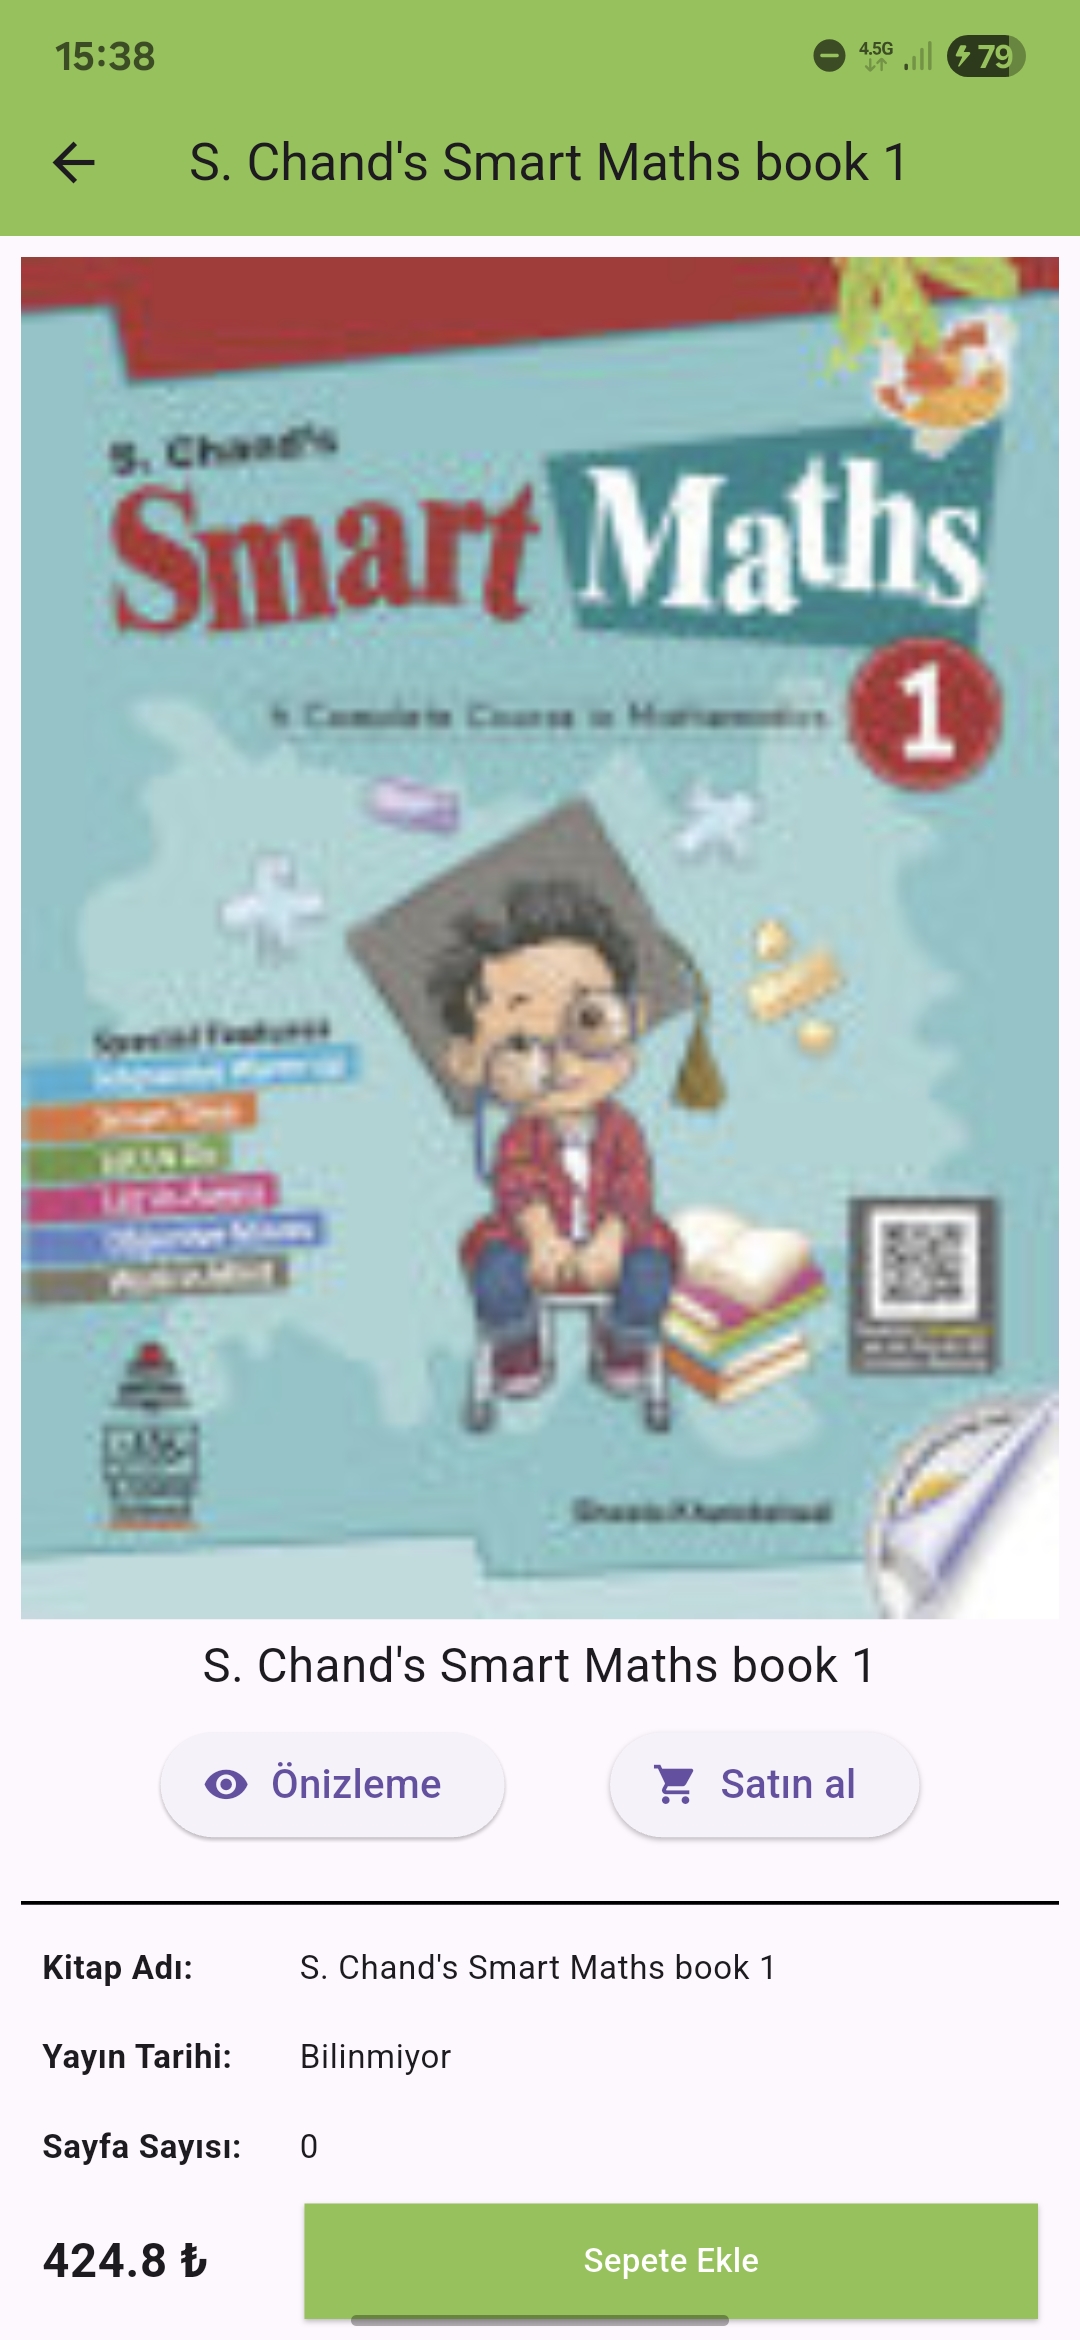 15:38
4.5G
79
S. Chand's Smart Maths book 1
S. Chand's
Smart Maths
1
A Complete Course in Mathematics
Special Features
S. Chand's Smart Maths book 1
Önizleme
Satın al
Kitap Adı: S. Chand's Smart Maths book 1
Yayın Tarihi: Bilinmiyor
Sayfa Sayısı: 0
424.8 ₺
Sepete Ekle